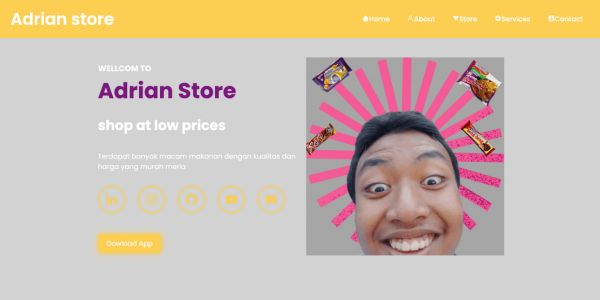 Adrian store
Home About Store Services Contact
WELLCOM TO
Adrian Store
shop at low prices
Terdapat banyak macam makanan dengan kualitas dan
harga yang murah meria
Dowload App